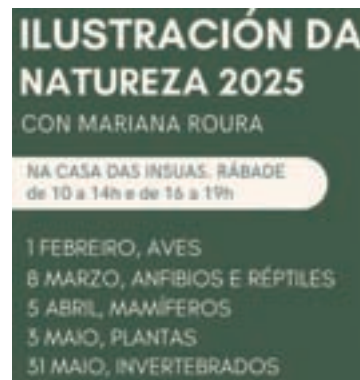 ILUSTRACIÓN DA
NATUREZA 2025
CON MARIANA ROURA
NA CASA DAS INSUAS. RÁBADE
de 10 a 14h e de 16 a 19h
1 FEBREIRO, AVES
8 MARZO, ANFIBIOS E RÉPTILES
5 ABRIL, MAMÍFEROS
3 MAIO, PLANTAS
31 MAIO, INVERTEBRADOS